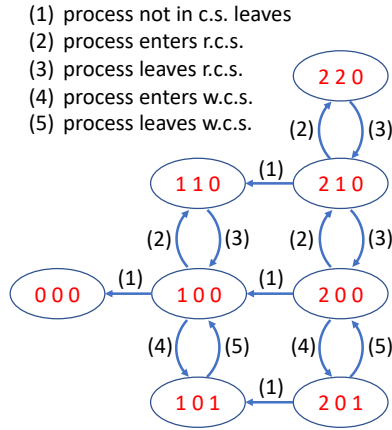 (1) process not in c.s. leaves
(2) process enters r.c.s.
(3) process leaves r.c.s.
(4) process enters w.c.s.
(5) process leaves w.c.s.
2 2 0
(2) (3)
(1)
1 1 0 2 1 0
(2) (3) (2) (3)
(1) (1)
0 0 0 1 0 0 2 0 0
(4) (5) (4) (5)
(1)
1 0 1 2 0 1